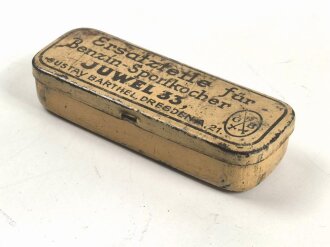 Ersatzteile für
Benzin-Sportkocher
JUWEL 33
GUSTAV BARTHEL, DRESDEN A. 21.